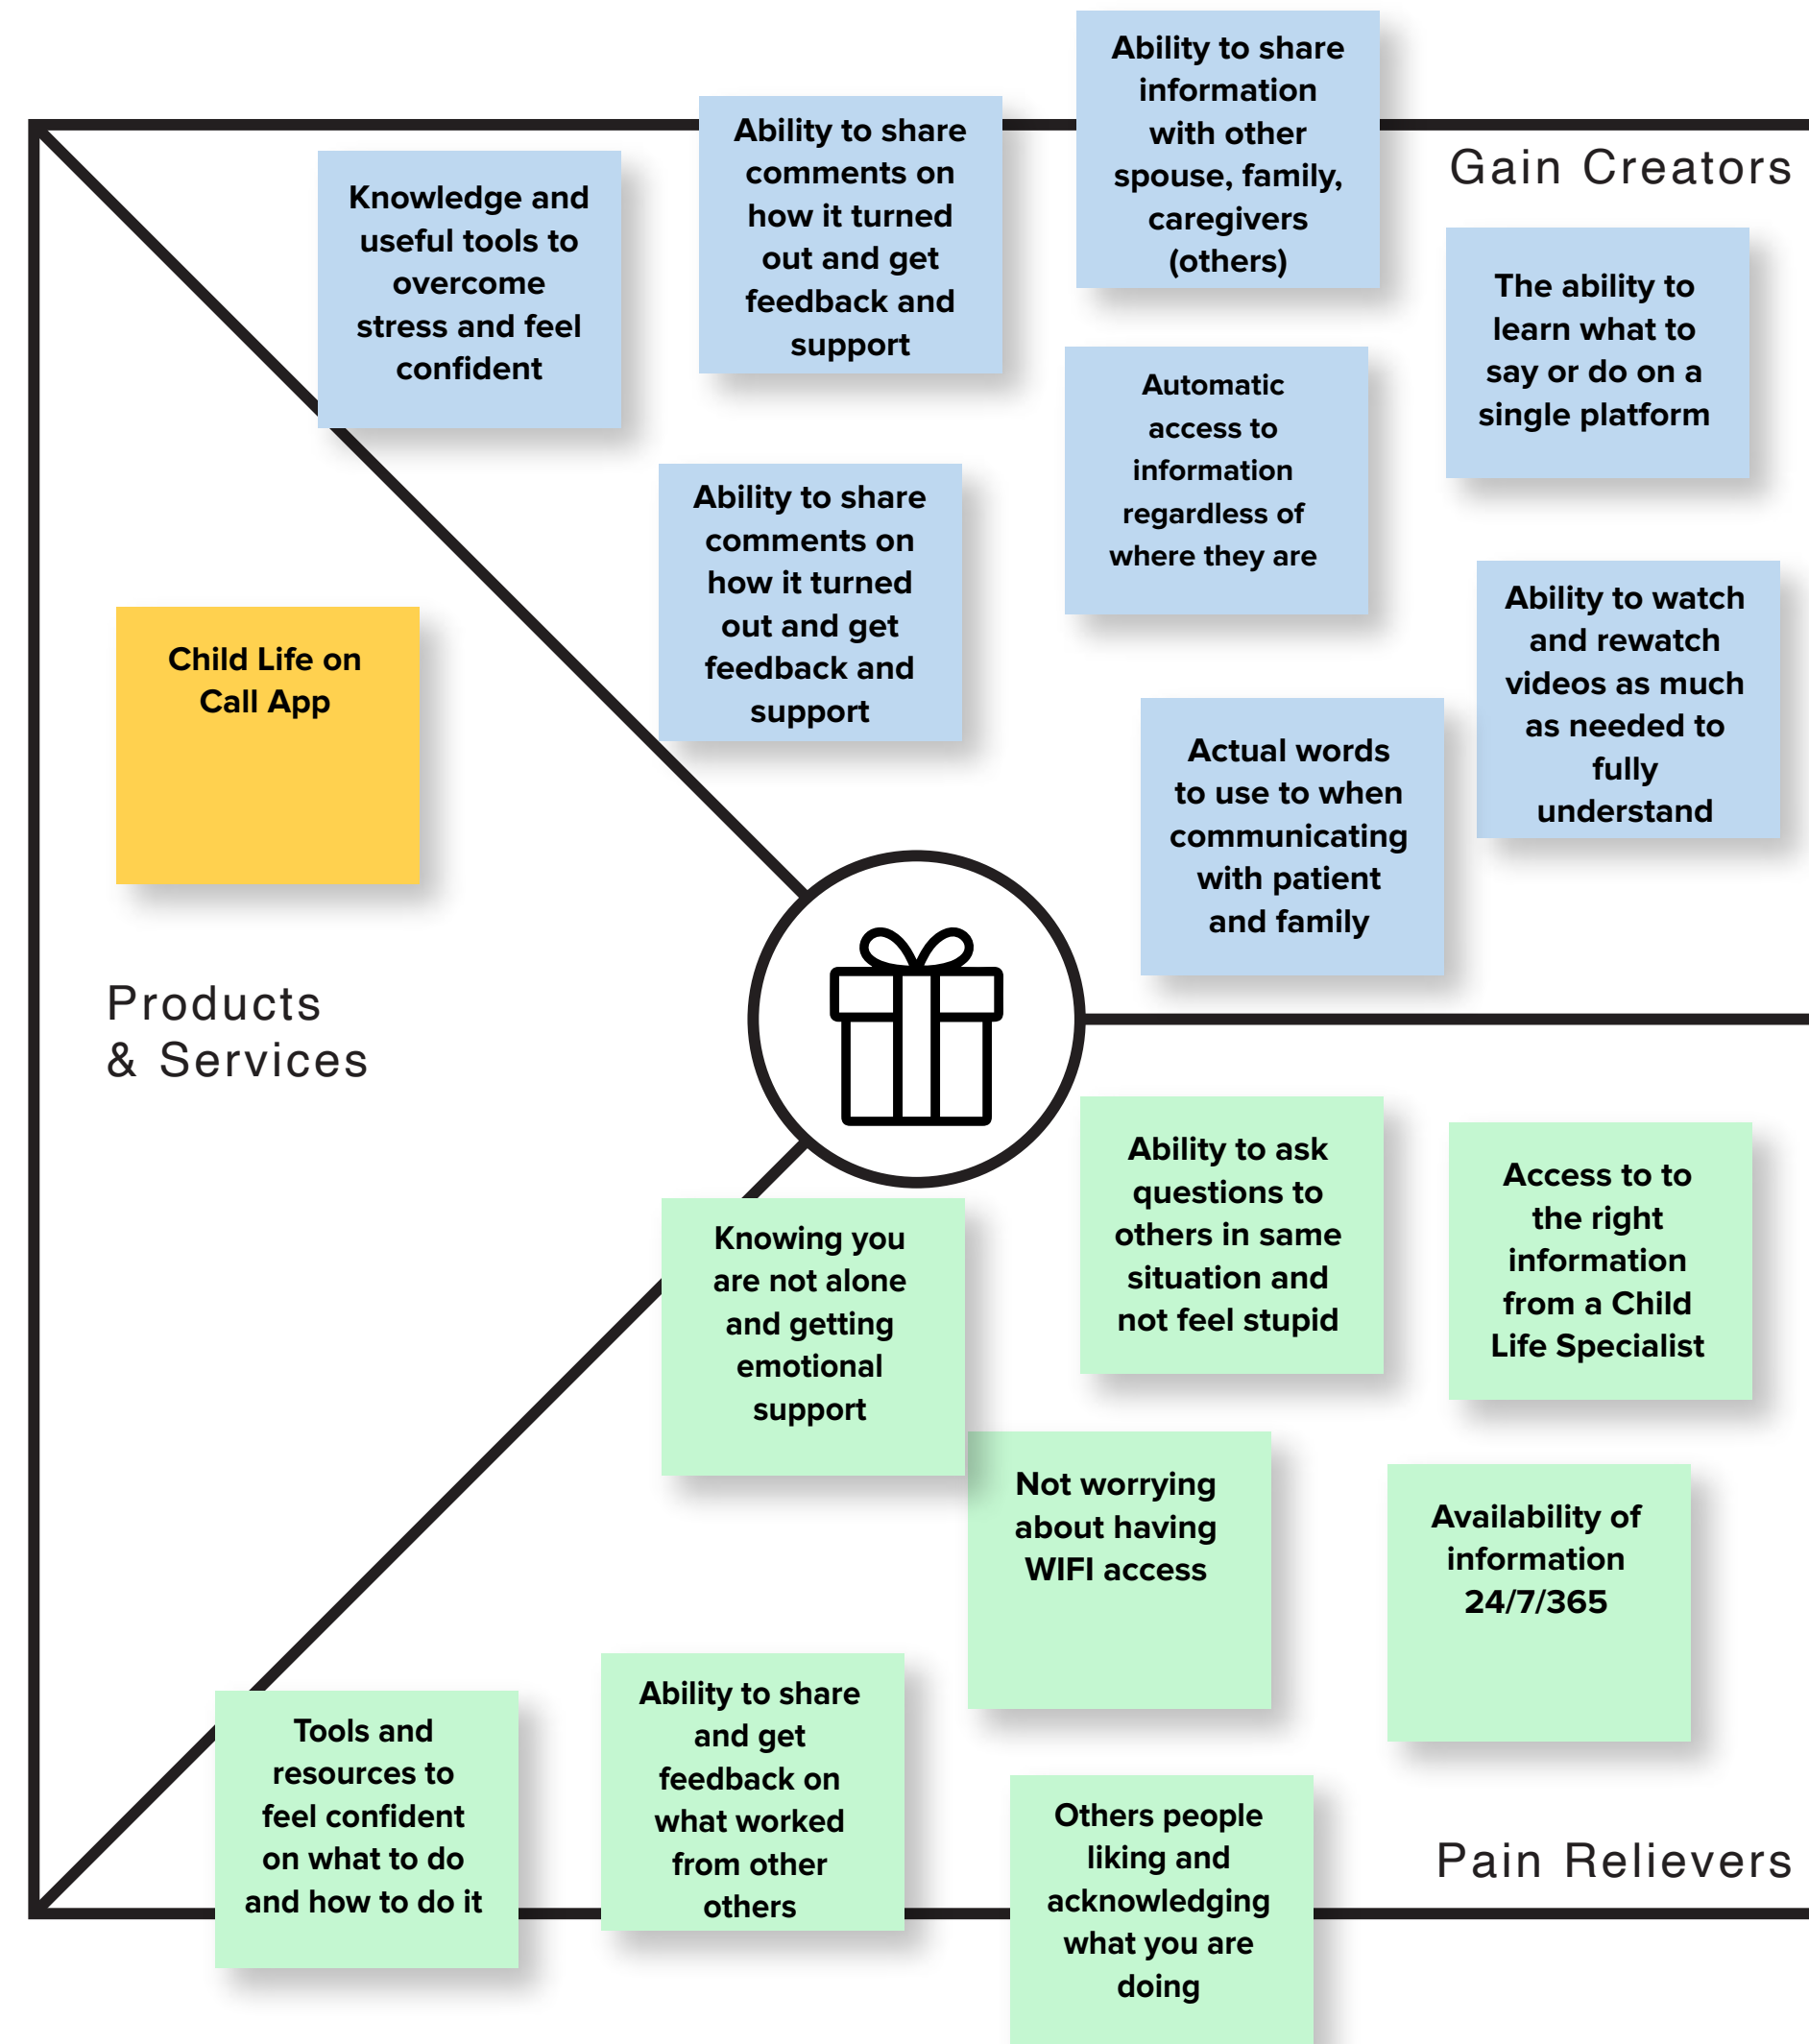 Ability to share
information
with other
spouse, family,
caregivers
(others)
Ability to share
comments on
how it turned
out and get
feedback and
support
Gain Creators
Knowledge and
useful tools to
overcome
stress and feel
confident
The ability to
learn what to
say or do on a
single platform
Automatic
access to
information
regardless of
where they are
Ability to share
comments on
how it turned
out and get
feedback and
support
Ability to watch
and rewatch
videos as much
as needed to
fully
understand
Child Life on
Call App
Actual words
to use to when
communicating
with patient
and family
Products
& Services
Ability to ask
questions to
others in same
situation and
not feel stupid
Access to to
the right
information
from a Child
Life Specialist
Knowing you
are not alone
and getting
emotional
support
Not worrying
about having
WIFI access
Availability of
information
24/7/365
Tools and
resources to
feel confident
on what to do
and how to do it
Ability to share
and get
feedback on
what worked
from other
others
Others people
liking and
acknowledging
what you are
doing
Pain Relievers